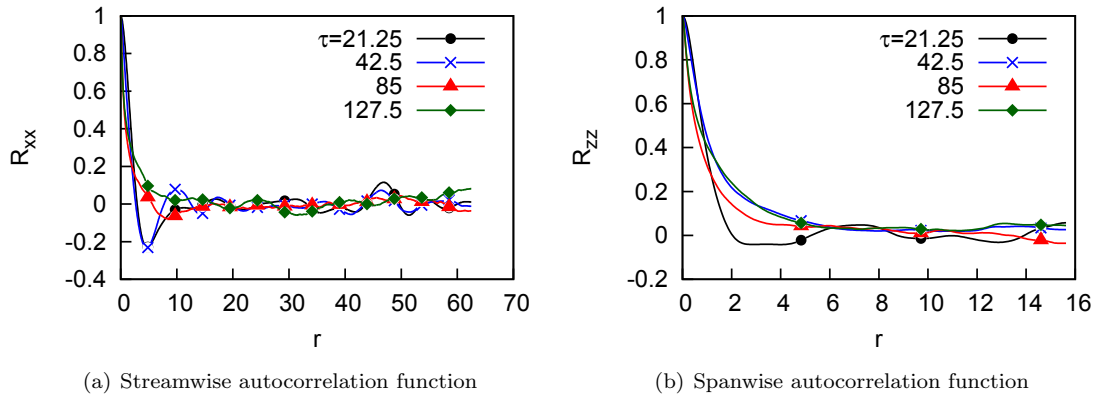 1
0.8
0.6
0.4
0.2
0
-0.2
-0.4
0 10 20 30 40 50 60 70
R_xx
r
τ=21.25
42.5
85
127.5
(a) Streamwise autocorrelation function
1
0.8
0.6
0.4
0.2
0
-0.2
0 2 4 6 8 10 12 14 16
R_zz
r
τ=21.25
42.5
85
127.5
(b) Spanwise autocorrelation function